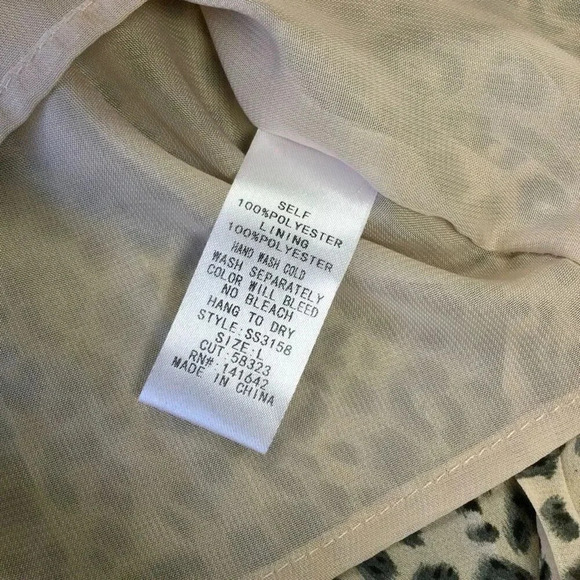 SELF
100%POLYESTER
LINING
100%POLYESTER
HAND WASH COLD
WASH SEPARATELY
COLOR WILL BLEED
NO BLEACH
HANG TO DRY
STYLE:SS3158
SIZE:L
CUT:58323
RN#:141642
MADE IN CHINA